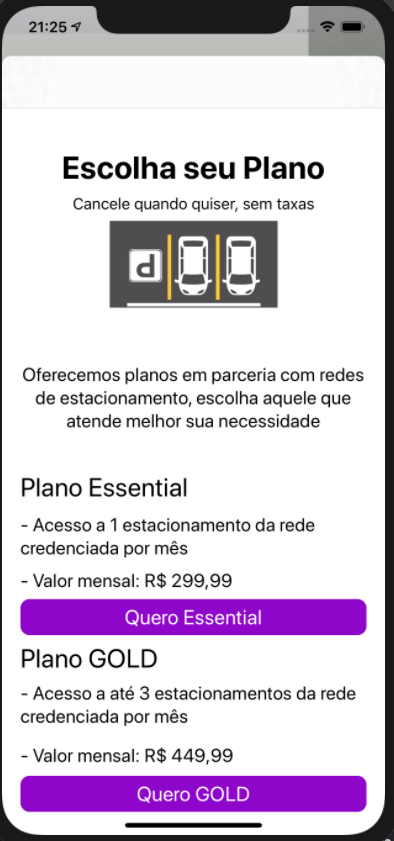 21:25
Escolha seu Plano
Cancele quando quiser, sem taxas
P
Oferecemos planos em parceria com redes
de estacionamento, escolha aquele que
atende melhor sua necessidade
Plano Essential
- Acesso a 1 estacionamento da rede
credenciada por mês
- Valor mensal: R$ 299,99
Quero Essential
Plano GOLD
- Acesso a até 3 estacionamentos da rede
credenciada por mês
- Valor mensal: R$ 449,99
Quero GOLD